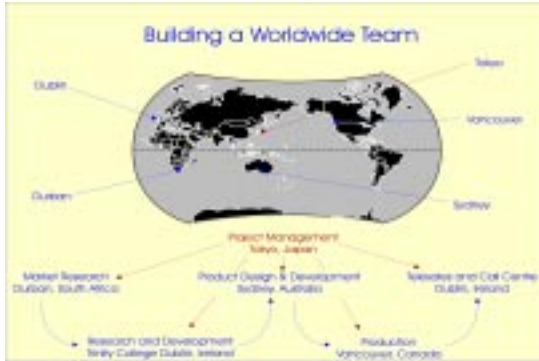 Building a Worldwide Team
Tokyo
Dublin
Vancouver
Durban
Sydney
Project Management
Tokyo, Japan
Market Research
Durban, South Africa
Product Design & Development
Sydney, Australia
Telesales and Call Centre
Dublin, Ireland
Research and Development
Trinity College Dublin, Ireland
Production
Vancouver, Canada